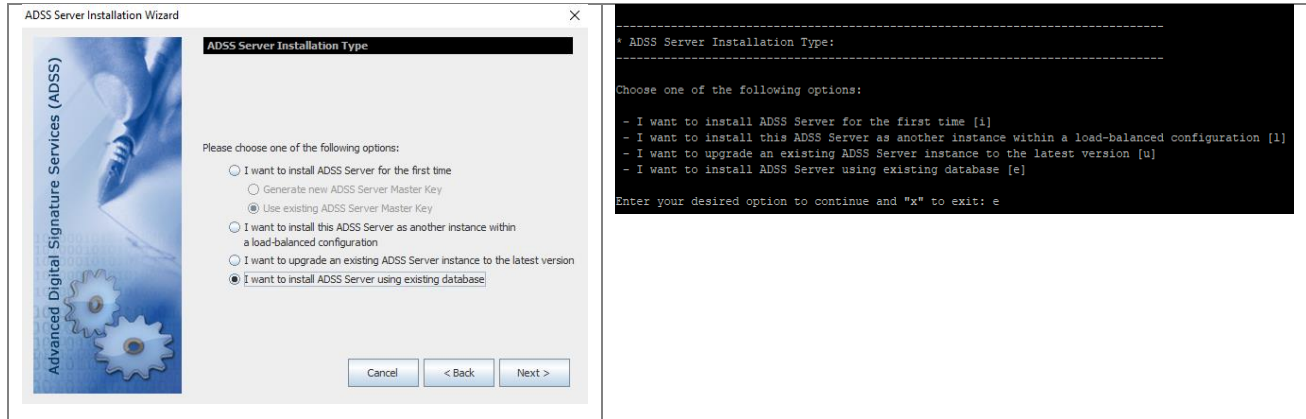 ADSS Server Installation Wizard
Advanced Digital Signature Services (ADSS)
ADSS Server Installation Type
Please choose one of the following options:
I want to install ADSS Server for the first time
Generate new ADSS Server Master Key
Use existing ADSS Server Master Key
I want to install this ADSS Server as another instance within
a load-balanced configuration
I want to upgrade an existing ADSS Server instance to the latest version
I want to install ADSS Server using existing database
Cancel
< Back
Next >
--------------------------------------------------------------------------------
* ADSS Server Installation Type:
--------------------------------------------------------------------------------
Choose one of the following options:
- I want to install ADSS Server for the first time [i]
- I want to install this ADSS Server as another instance within a load-balanced configuration [l]
- I want to upgrade an existing ADSS Server instance to the latest version [u]
- I want to install ADSS Server using existing database [e]
Enter your desired option to continue and "x" to exit: e